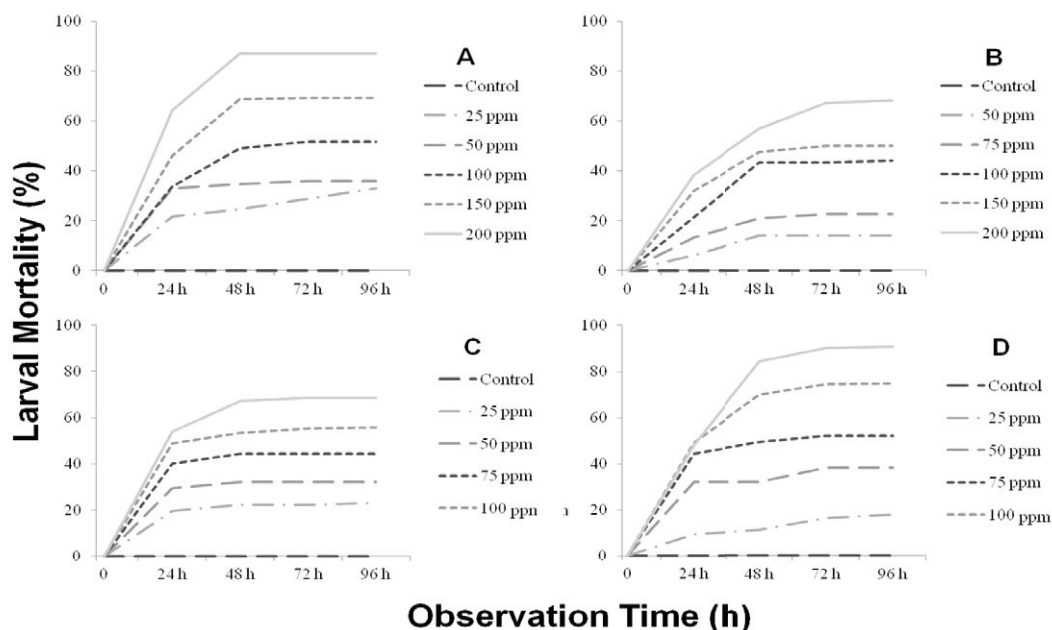 Larval Mortality (%)
100
80
60
40
20
0
0 24 h 48 h 72 h 96 h
A
Control
25 ppm
50 ppm
100 ppm
150 ppm
200 ppm
100
80
60
40
20
0
0 24 h 48 h 72 h 96 h
B
Control
50 ppm
75 ppm
100 ppm
150 ppm
200 ppm
100
80
60
40
20
0
0 24 h 48 h 72 h 96 h
C
Control
25 ppm
50 ppm
75 ppm
100 ppn
100
80
60
40
20
0
0 24 h 48 h 72 h 96 h
D
Control
25 ppm
50 ppm
75 ppm
100 ppm
Observation Time (h)